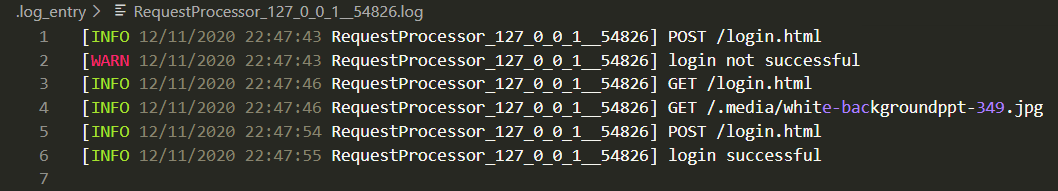 .log_entry > RequestProcessor_127_0_0_1__54826.log
1 [INFO 12/11/2020 22:47:43 RequestProcessor_127_0_0_1__54826] POST /login.html
2 [WARN 12/11/2020 22:47:43 RequestProcessor_127_0_0_1__54826] login not successful
3 [INFO 12/11/2020 22:47:46 RequestProcessor_127_0_0_1__54826] GET /login.html
4 [INFO 12/11/2020 22:47:46 RequestProcessor_127_0_0_1__54826] GET /.media/white-backgroundppt-349.jpg
5 [INFO 12/11/2020 22:47:54 RequestProcessor_127_0_0_1__54826] POST /login.html
6 [INFO 12/11/2020 22:47:55 RequestProcessor_127_0_0_1__54826] login successful
7